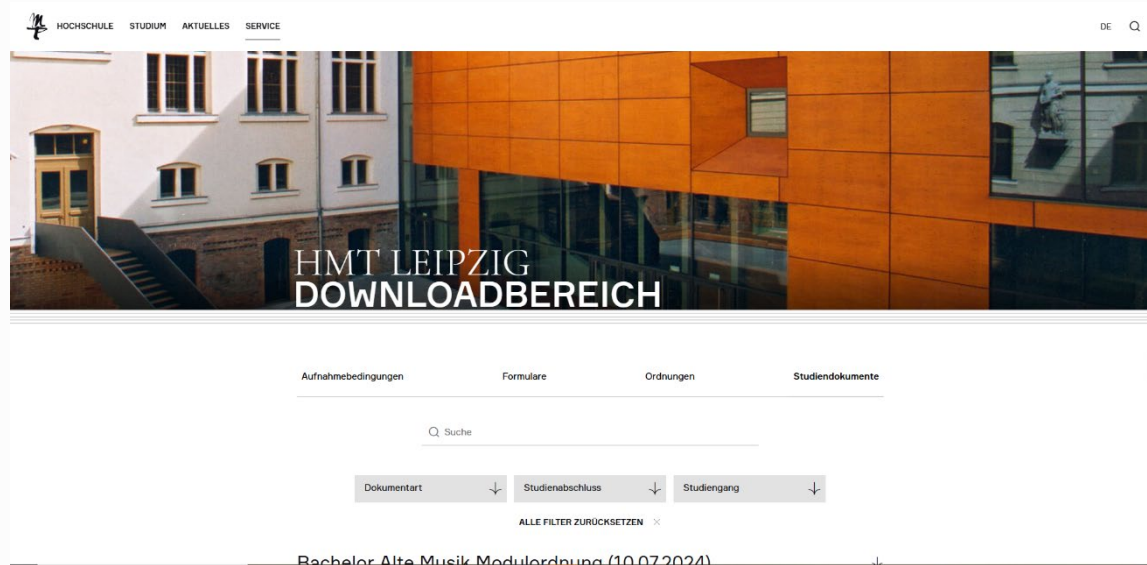 HOCHSCHULE STUDIUM AKTUELLES SERVICE DE
HMT LEIPZIG
DOWNLOADBEREICH
Aufnahmebedingungen Formulare Ordnungen Studiendokumente
Suche
Dokumentart Studienabschluss Studiengang
ALLE FILTER ZURÜCKSETZEN ×
Bachelor Alte Musik Modulordnung (10.07.2024)